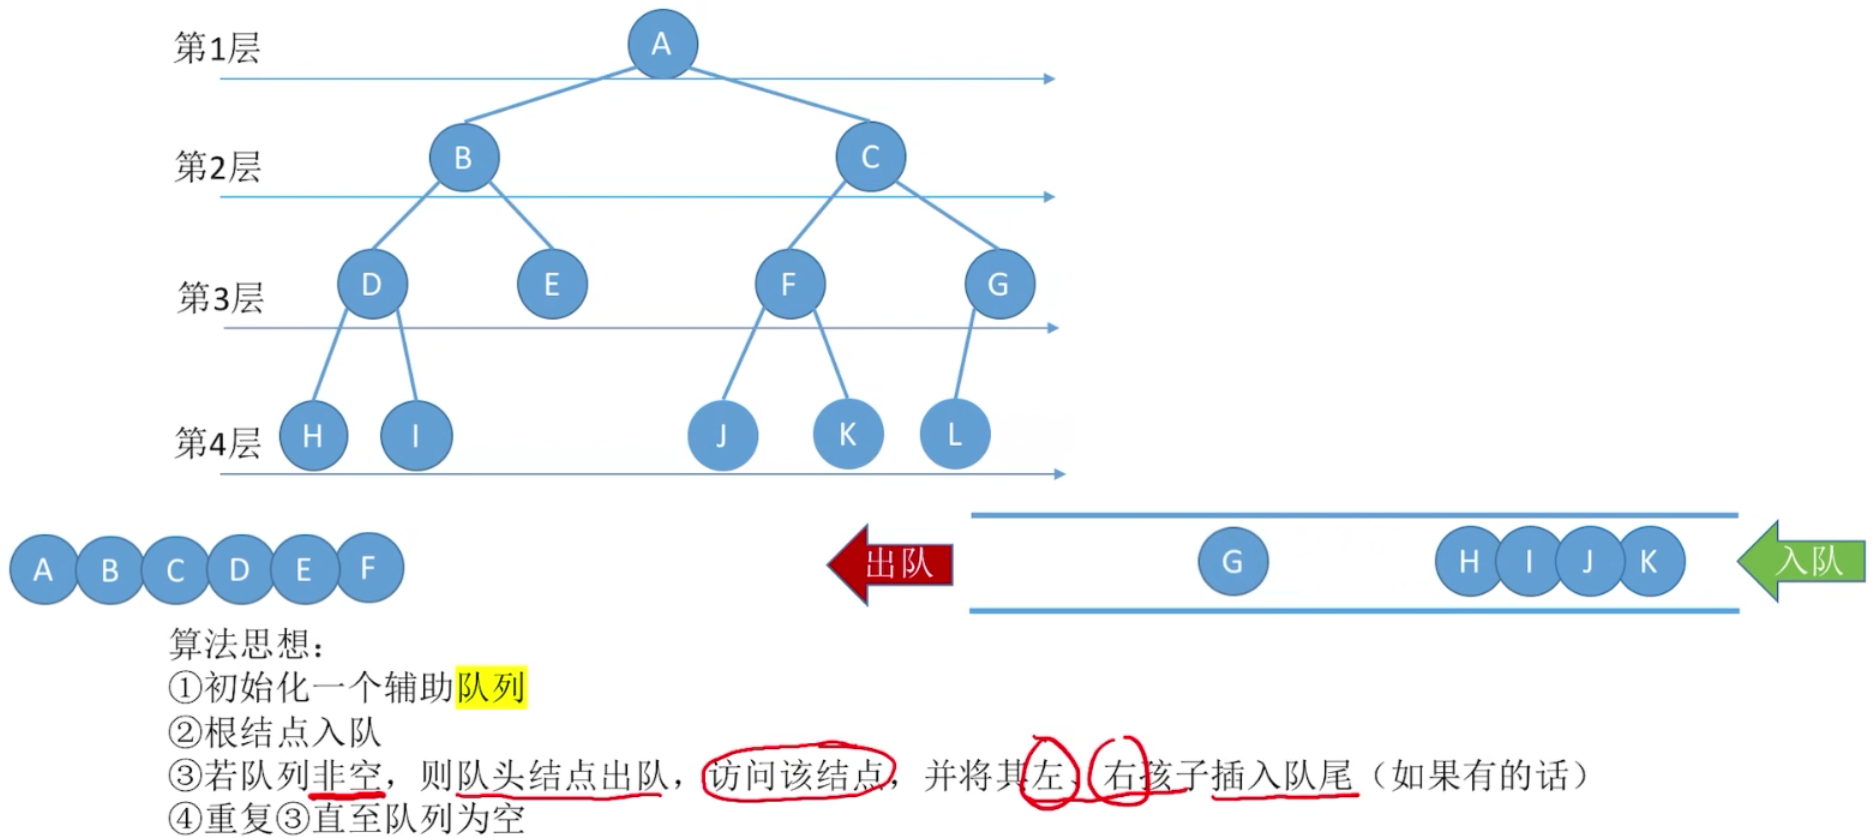 第1层
A
第2层
B C
第3层
D E F G
第4层
H I J K L
A B C D E F
出队
G H I J K
入队
算法思想：
①初始化一个辅助队列
②根结点入队
③若队列非空，则队头结点出队，访问该结点，并将其左、右孩子插入队尾（如果有的话）
④重复③直至队列为空